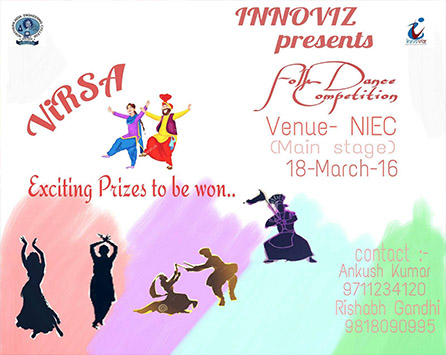 INNOVIZ
presents
ViRSA
Folk Dance
Competition
Venue- NIEC
(Main stage)
18-March-16
Exciting Prizes to be won..
contact :-
Ankush Kumar
9711234120
Rishabh Gandhi
9818090995
INNOVIZ